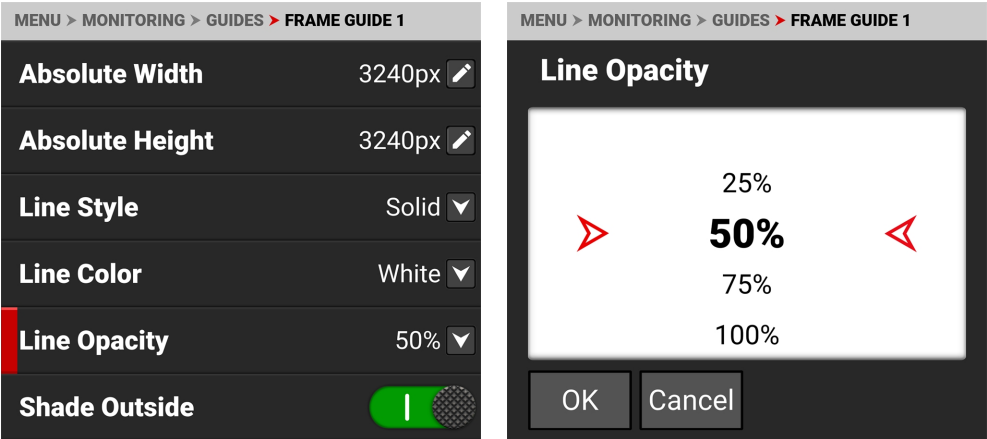 MENU > MONITORING > GUIDES > FRAME GUIDE 1
Absolute Width 3240px
Absolute Height 3240px
Line Style Solid
Line Color White
Line Opacity 50%
Shade Outside
MENU > MONITORING > GUIDES > FRAME GUIDE 1
Line Opacity
25%
50%
75%
100%
OK Cancel